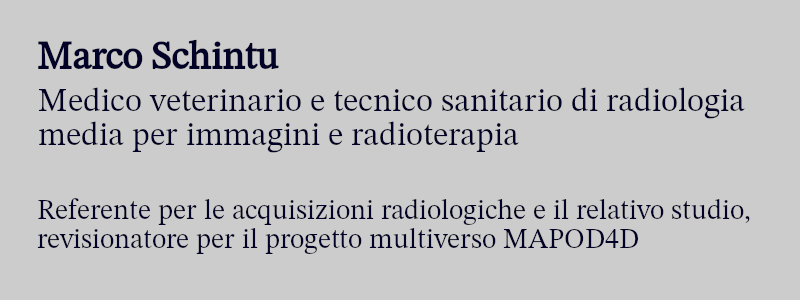 Marco Schintu
Medico veterinario e tecnico sanitario di radiologia
media per immagini e radioterapia
Referente per le acquisizioni radiologiche e il relativo studio,
revisionatore per il progetto multiverso MAPOD4D